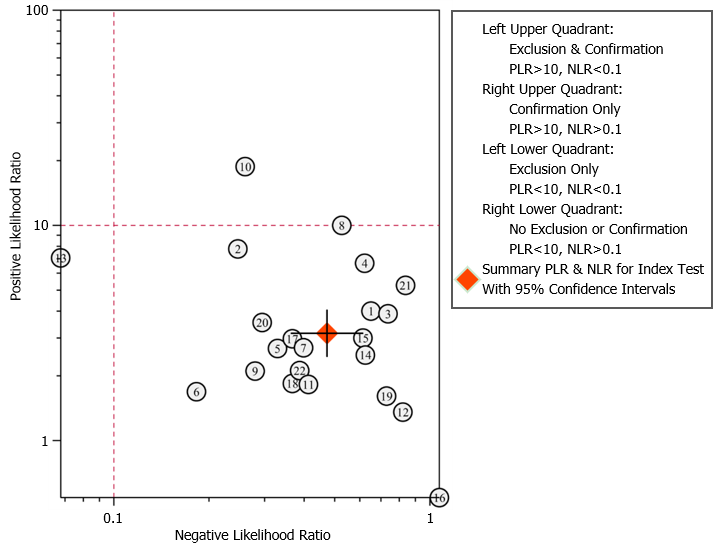 100
10
1
Positive Likelihood Ratio
0.1
1
Negative Likelihood Ratio
10
8
2
13
4
21
1
3
20
17
15
5
7
14
9
22
6
18
11
19
12
16
Left Upper Quadrant:
Exclusion & Confirmation
PLR>10, NLR<0.1
Right Upper Quadrant:
Confirmation Only
PLR>10, NLR>0.1
Left Lower Quadrant:
Exclusion Only
PLR<10, NLR<0.1
Right Lower Quadrant:
No Exclusion or Confirmation
PLR<10, NLR>0.1
Summary PLR & NLR for Index Test
With 95% Confidence Intervals